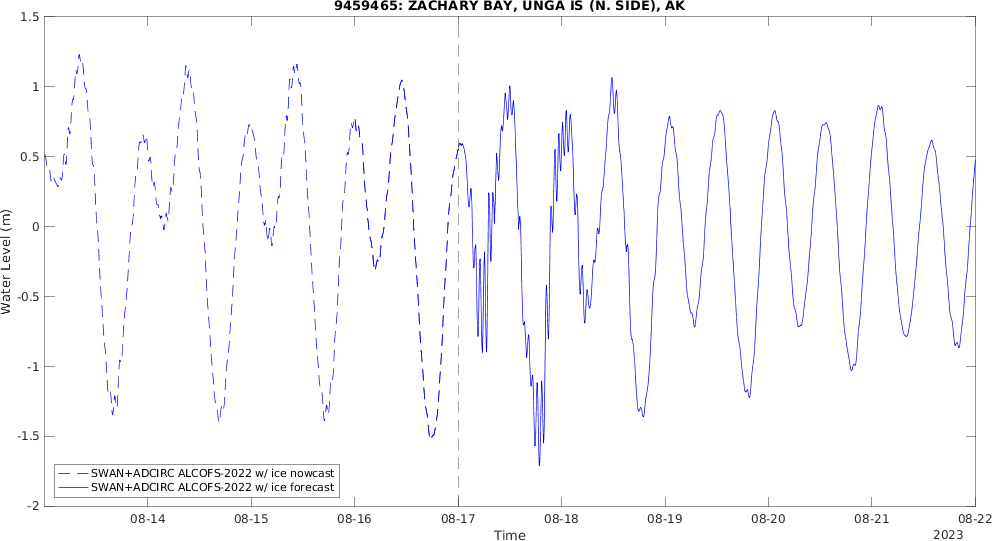 9459465: ZACHARY BAY, UNGA IS (N. SIDE), AK
1.5
1
0.5
0
-0.5
-1
-1.5
-2
Water Level (m)
SWAN+ADCIRC ALCOFS-2022 w/ ice nowcast
SWAN+ADCIRC ALCOFS-2022 w/ ice forecast
08-14 08-15 08-16 08-17 08-18 08-19 08-20 08-21 08-22
Time
2023